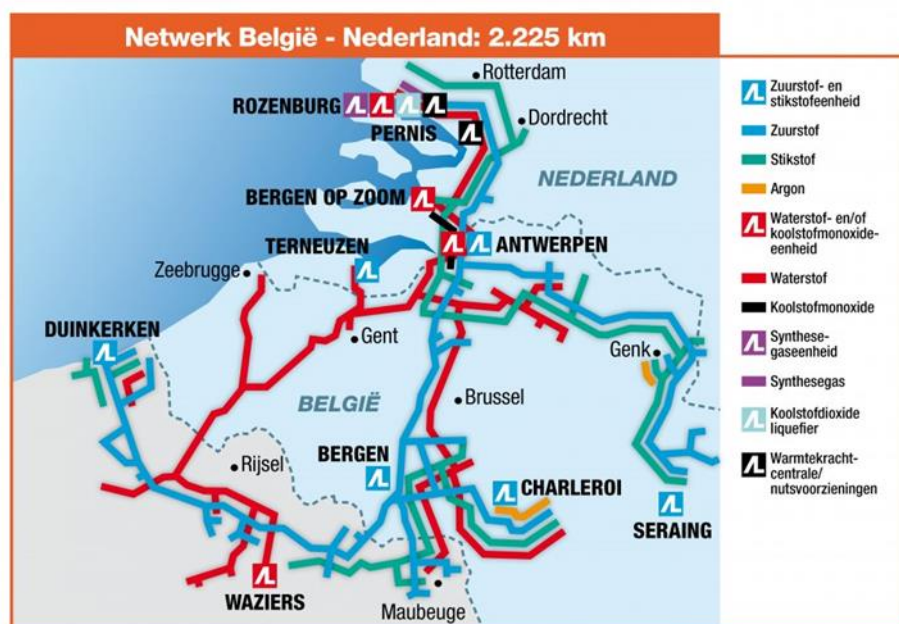 Netwerk België - Nederland: 2.225 km
Rotterdam
ROZENBURG
PERNIS
Dordrecht
NEDERLAND
BERGEN OP ZOOM
TERNEUZEN
ANTWERPEN
Zeebrugge
DUINKERKEN
Gent
Genk
BELGIË
Brussel
Rijsel
BERGEN
CHARLEROI
SERAING
WAZIERS
Maubeuge
Zuurstof- en
stikstofeenheid
Zuurstof
Stikstof
Argon
Waterstof- en/of
koolstofmonoxide-
eenheid
Waterstof
Koolstofmonoxide
Synthese-
gaseenheid
Synthesegas
Koolstofdioxide
liquefier
Warmtekracht-
centrale/
nutsvoorzieningen